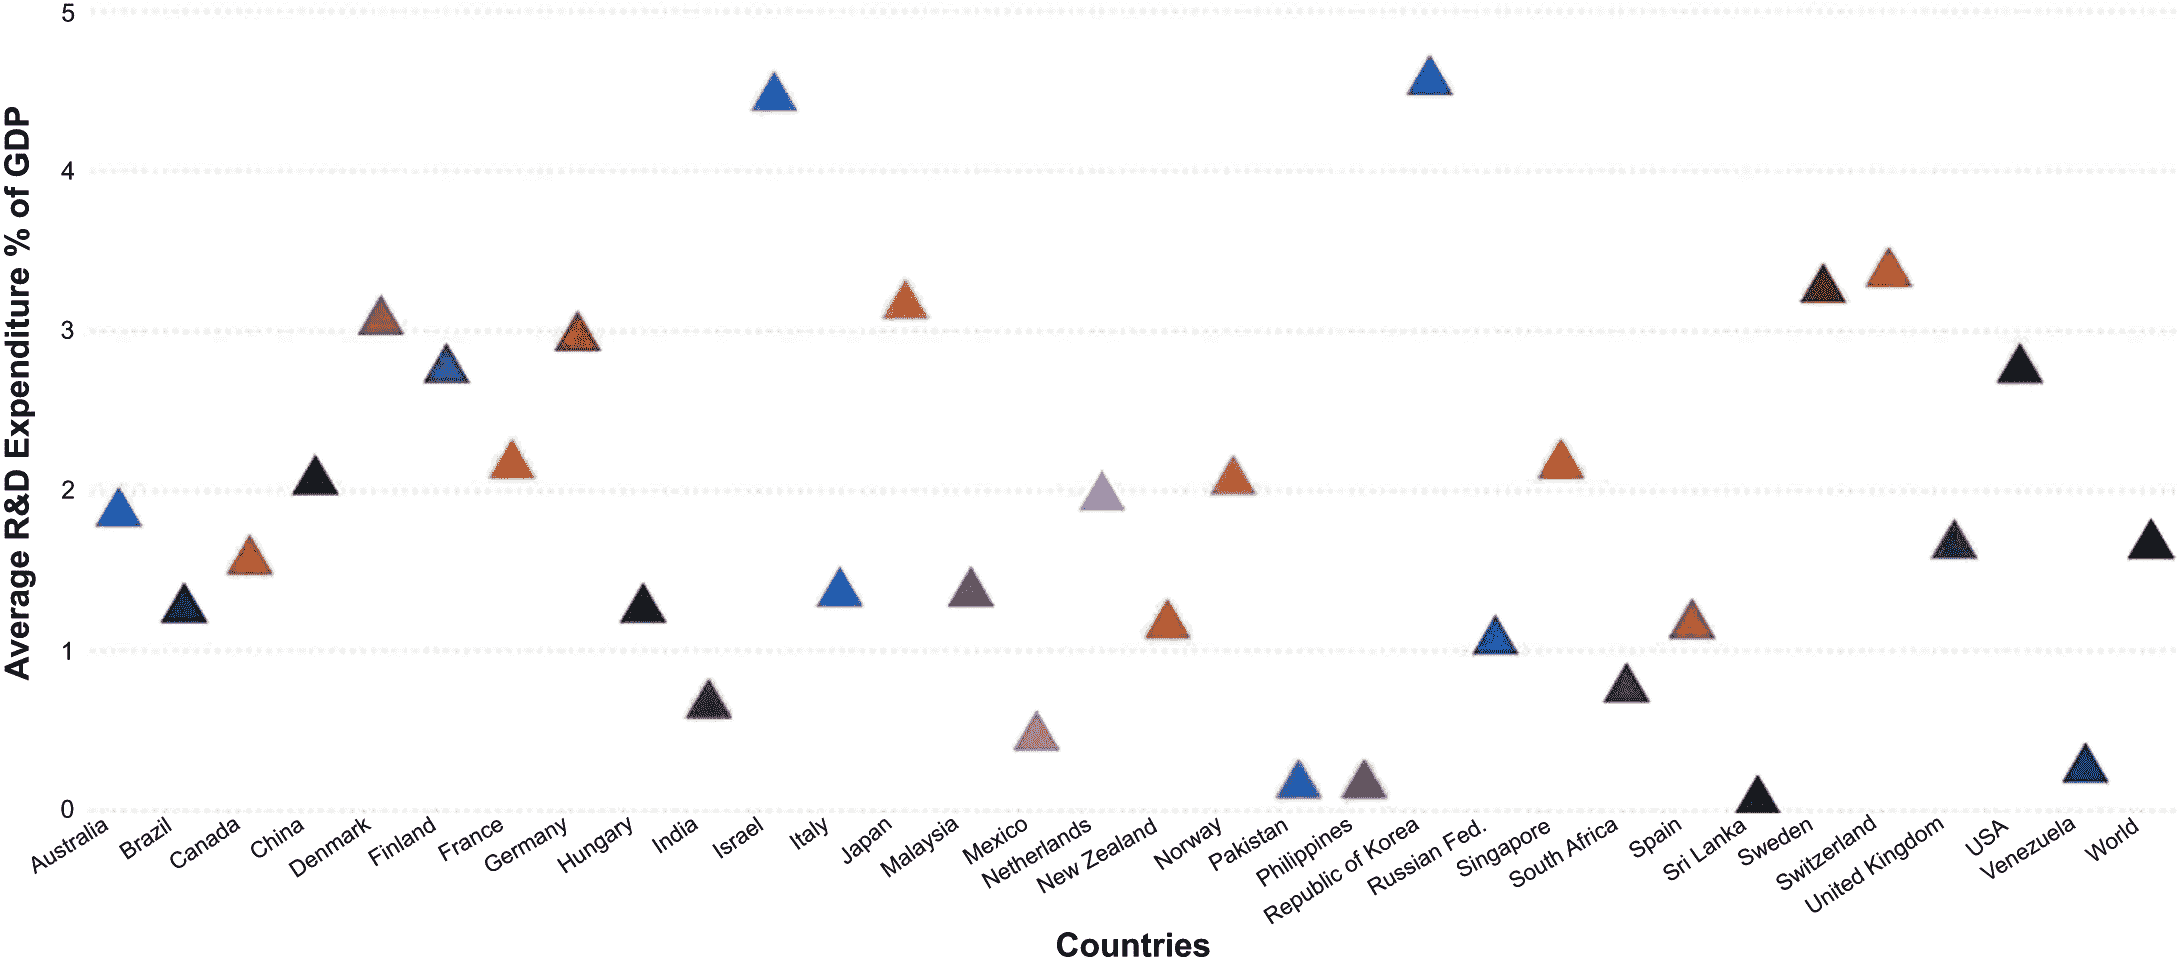 5
4
3
2
1
0
Average R&D Expenditure % of GDP
Australia
Brazil
Canada
China
Denmark
Finland
France
Germany
Hungary
India
Israel
Italy
Japan
Malaysia
Mexico
Netherlands
New Zealand
Norway
Pakistan
Philippines
Republic of Korea
Russian Fed.
Singapore
South Africa
Spain
Sri Lanka
Sweden
Switzerland
United Kingdom
USA
Venezuela
World
Countries